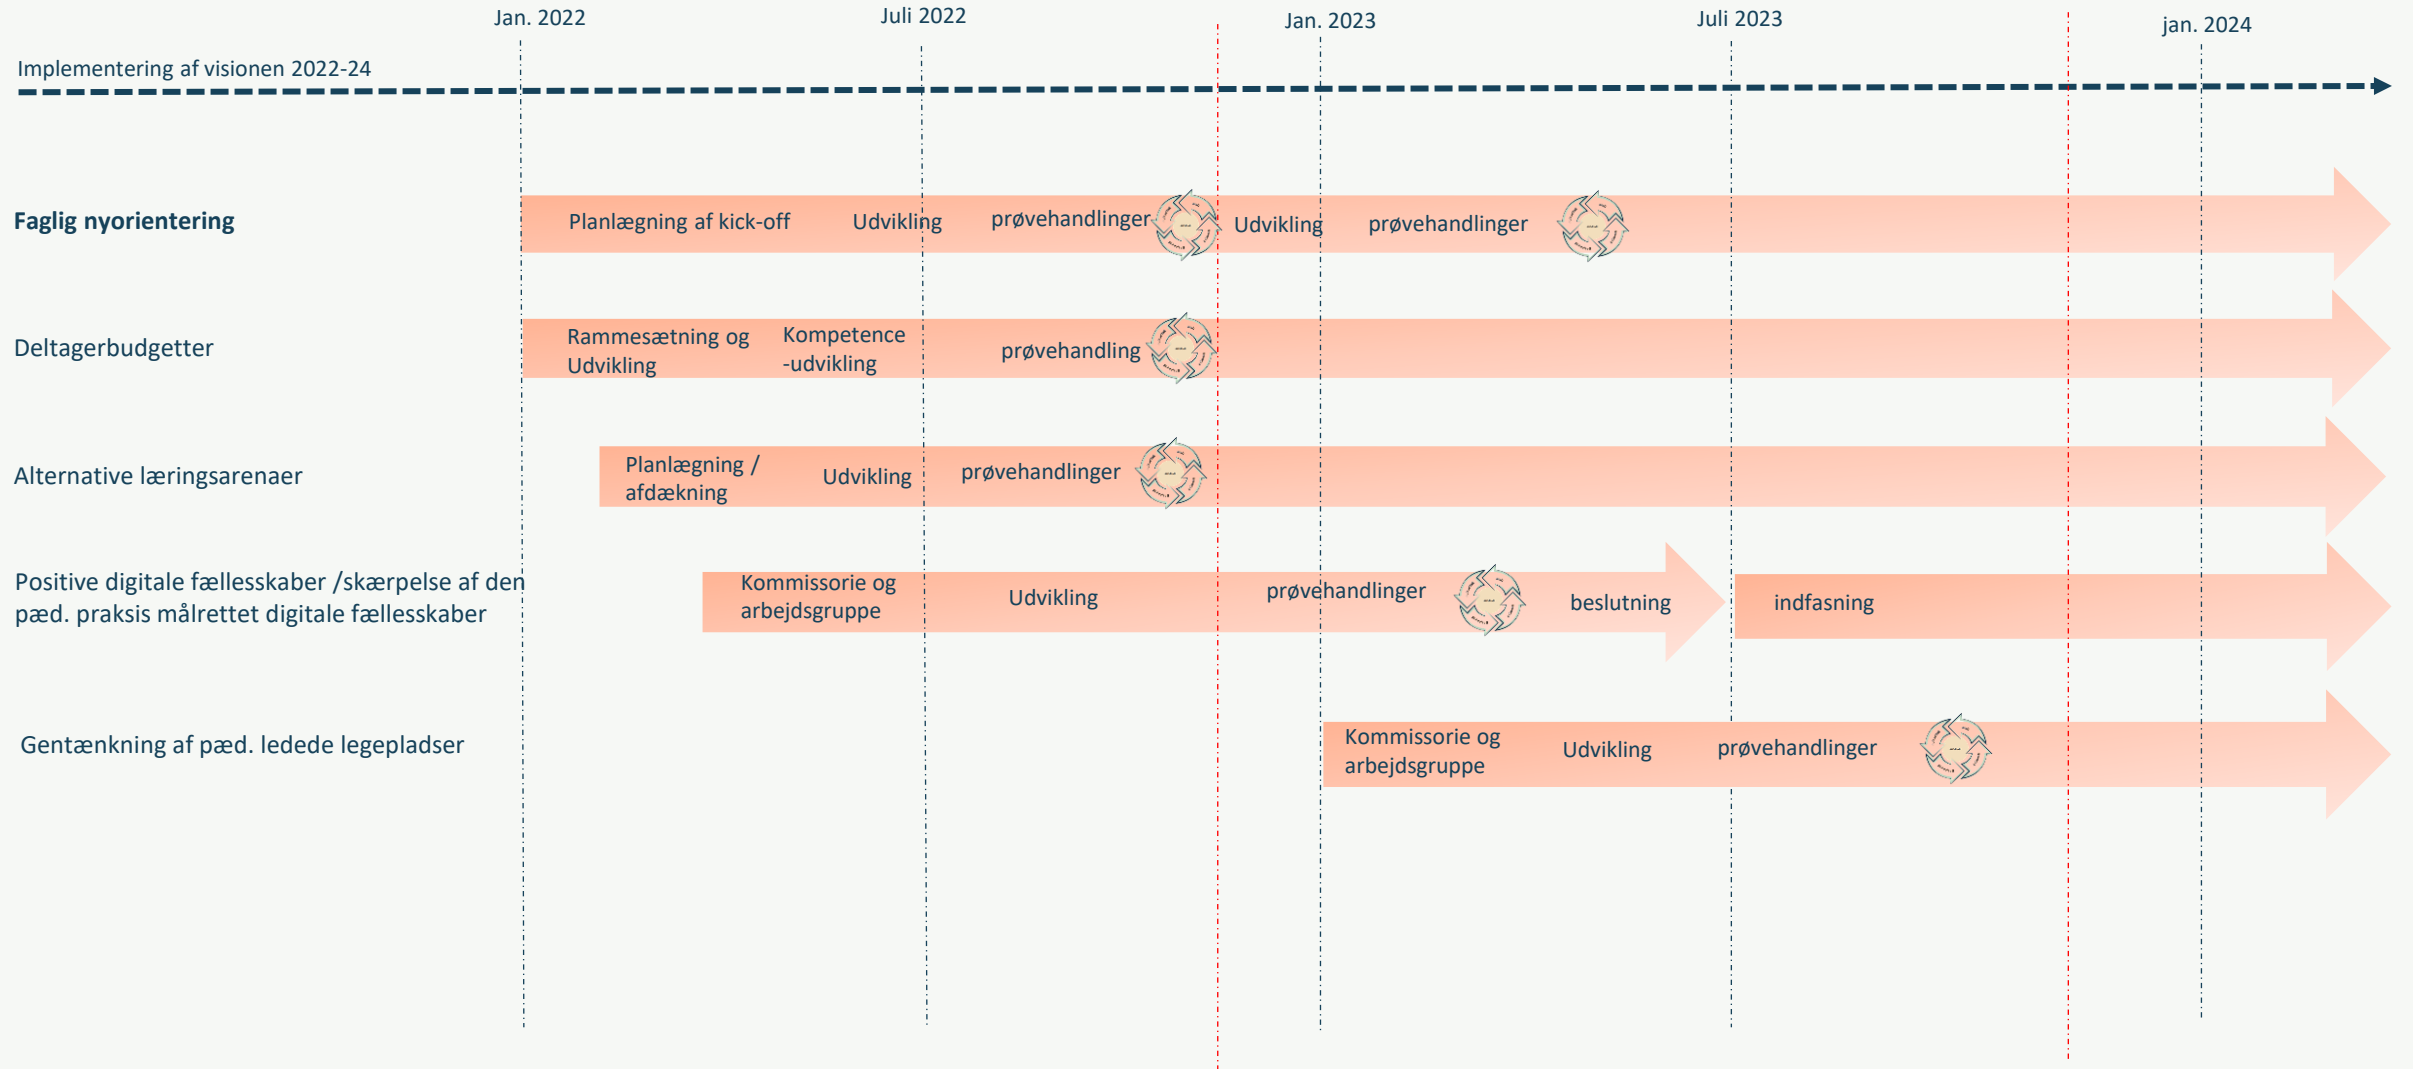 Jan. 2022
Juli 2022
Jan. 2023
Juli 2023
jan. 2024
Implementering af visionen 2022-24
Faglig nyorientering
Planlægning af kick-off
Udvikling
prøvehandlinger
Udvikling
prøvehandlinger
Deltagerbudgetter
Rammesætning og
Udvikling
Kompetence
-udvikling
prøvehandling
Alternative læringsarenaer
Planlægning /
afdækning
Udvikling
prøvehandlinger
Positive digitale fællesskaber /skærpelse af den
pæd. praksis målrettet digitale fællesskaber
Kommissorie og
arbejdsgruppe
Udvikling
prøvehandlinger
beslutning
indfasning
Gentænkning af pæd. ledede legepladser
Kommissorie og
arbejdsgruppe
Udvikling
prøvehandlinger